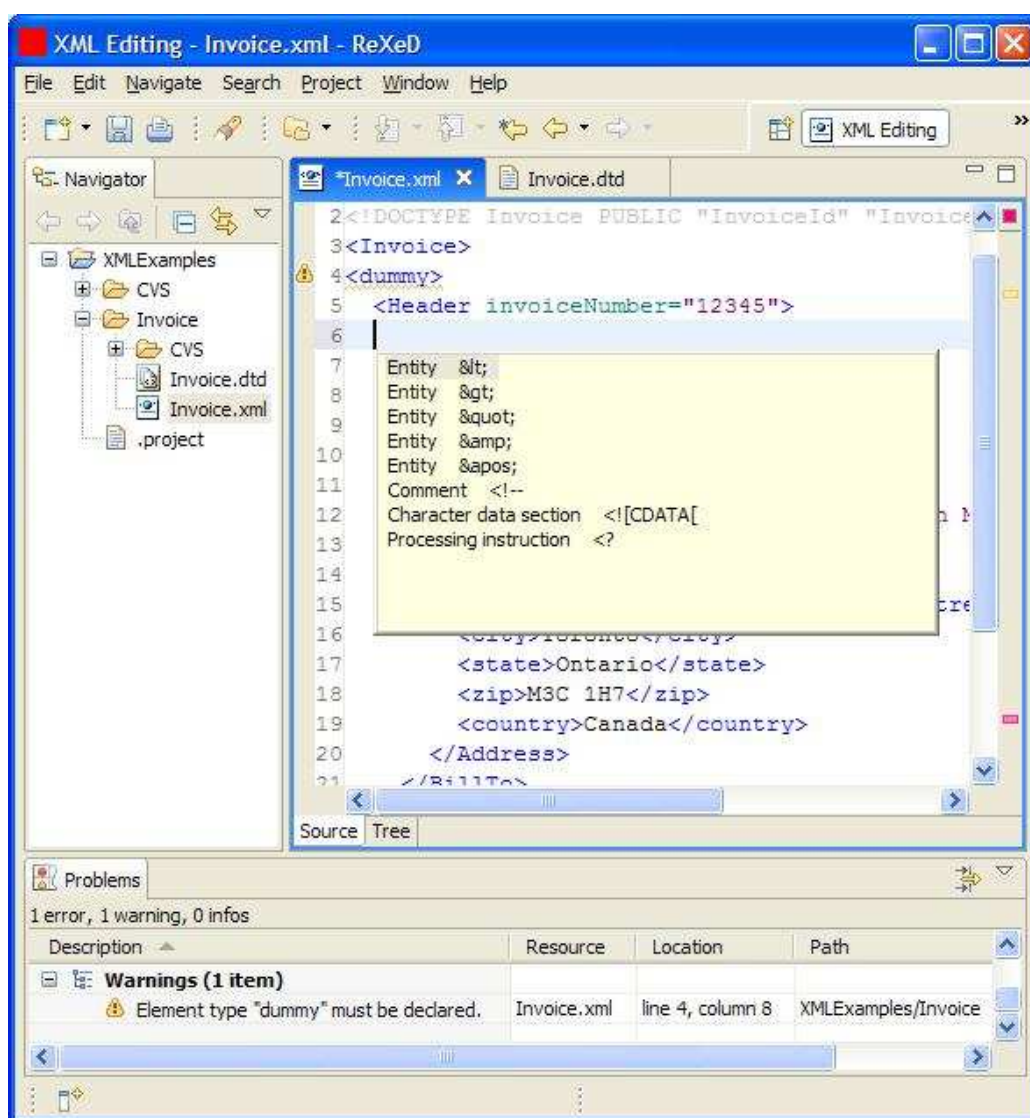 XML Editing - Invoice.xml - ReXeD
File Edit Navigate Search Project Window Help
XML Editing »
Navigator
*Invoice.xml Invoice.dtd
XMLExamples
CVS
Invoice
CVS
Invoice.dtd
Invoice.xml
.project
2<!DOCTYPE Invoice PUBLIC "InvoiceId" "Invoice
3<Invoice>
4<dummy>
5 <Header invoiceNumber="12345">
6
7
8
9
10
11
12
13
14
15
Entity &lt;
Entity &gt;
Entity &quot;
Entity &amp;
Entity &apos;
Comment <!--
Character data section <![CDATA[
Processing instruction <?
16 <city>Toronto</city>
17 <state>Ontario</state>
18 <zip>M3C 1H7</zip>
19 <country>Canada</country>
20 </Address>
21 </BillTo>
Source Tree
Problems
1 error, 1 warning, 0 infos
Description Resource Location Path
Warnings (1 item)
Element type "dummy" must be declared. Invoice.xml line 4, column 8 XMLExamples/Invoice